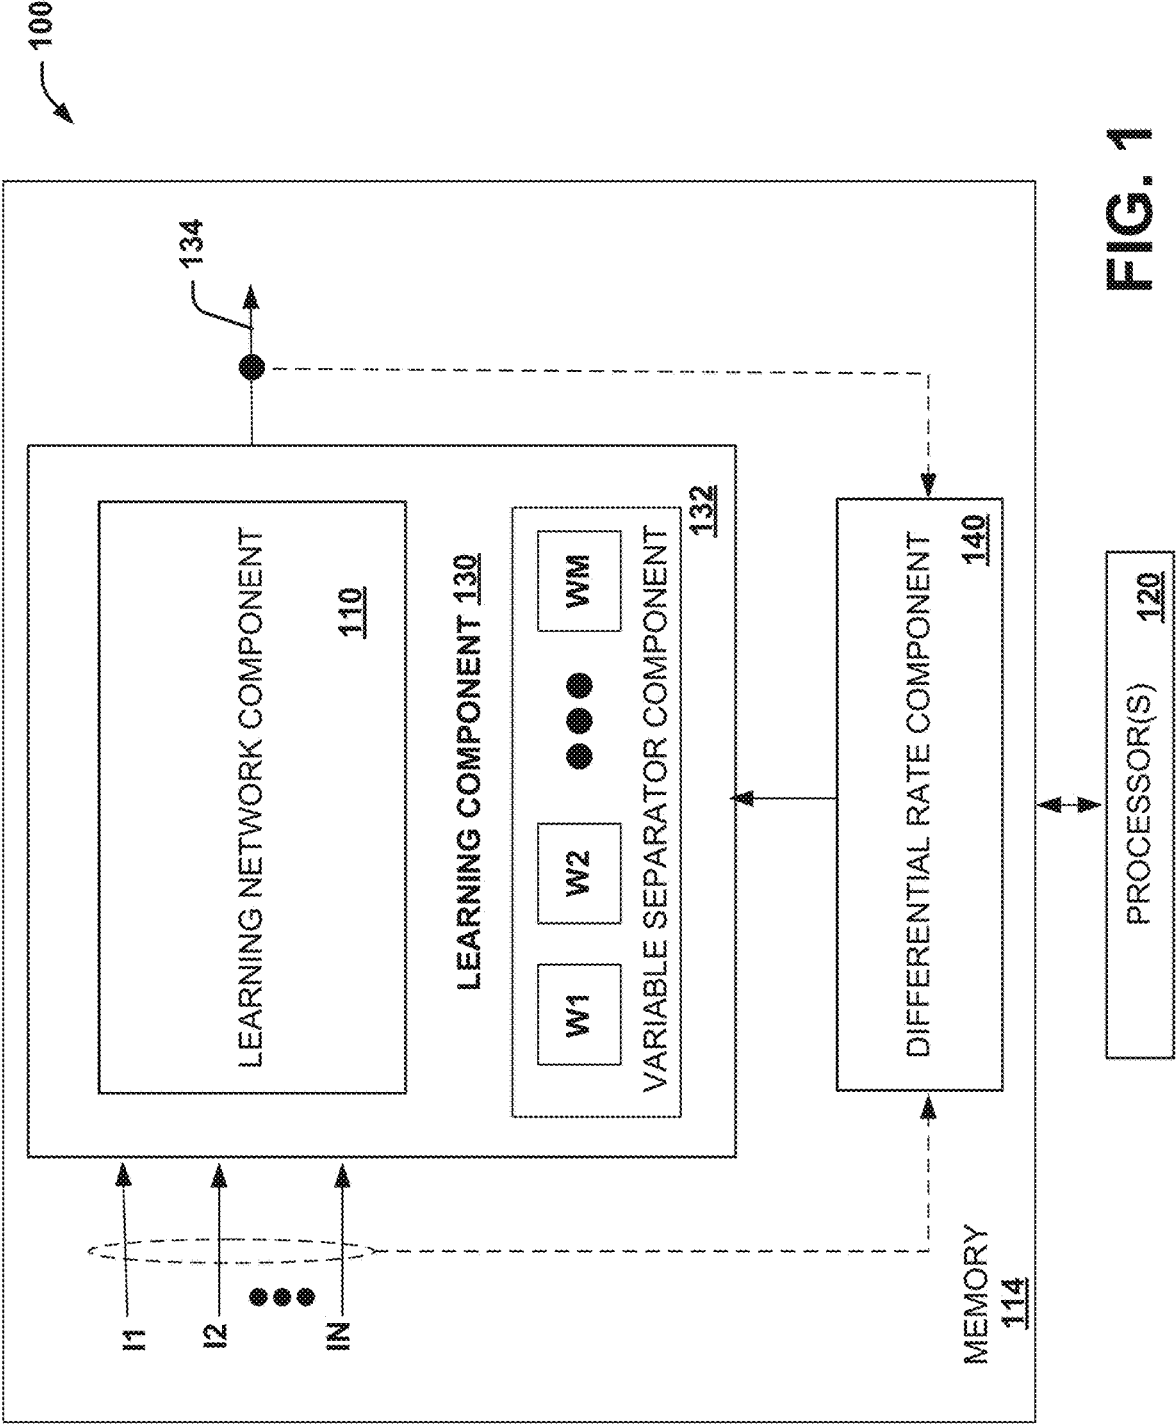 100
134
LEARNING NETWORK COMPONENT
110
LEARNING COMPONENT 130
W1
W2
WM
VARIABLE SEPARATOR COMPONENT
132
I1
I2
IN
DIFFERENTIAL RATE COMPONENT
140
MEMORY
114
PROCESSOR(S)
120
FIG. 1